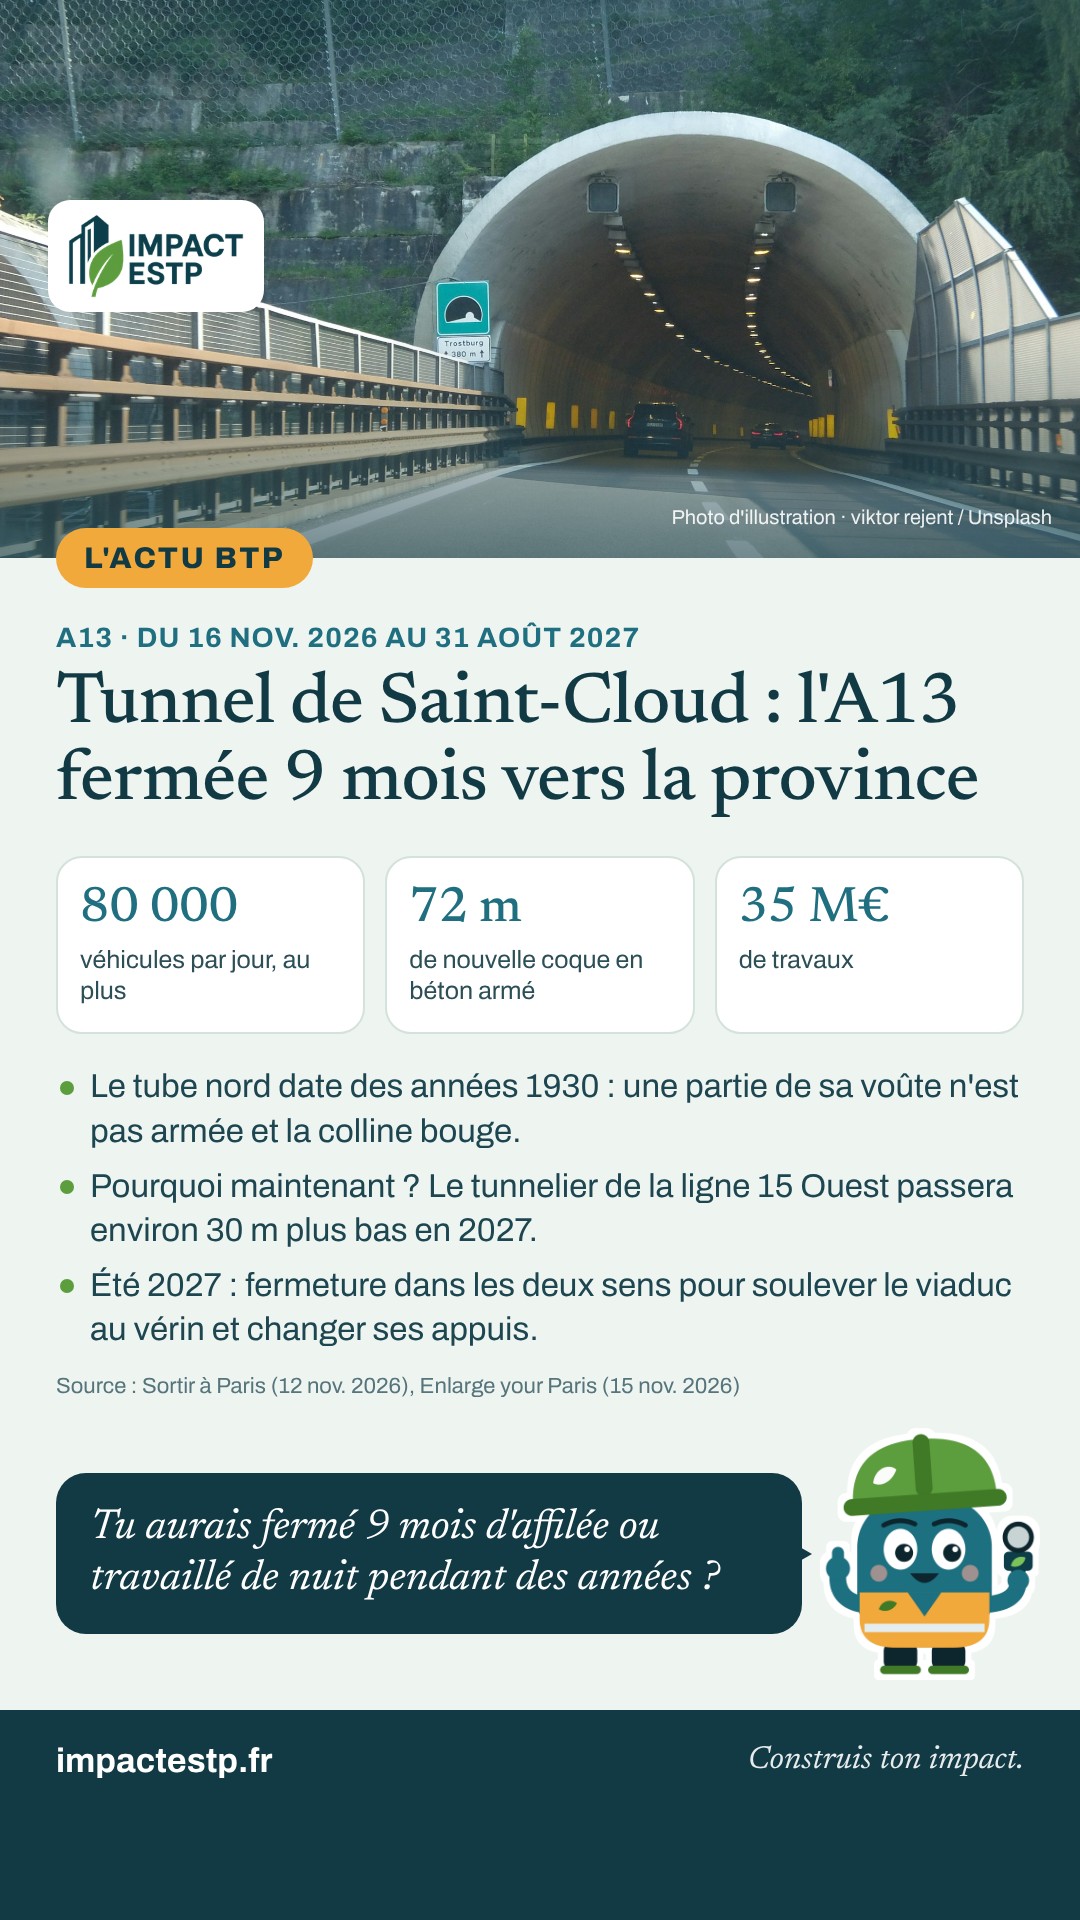 IMPACT
ESTP
Trostburg
380 m
Photo d'illustration · viktor rejent / Unsplash
L'ACTU BTP
A13 · DU 16 NOV. 2026 AU 31 AOÛT 2027
Tunnel de Saint-Cloud : l'A13
fermée 9 mois vers la province
80 000
véhicules par jour, au
plus
72 m
de nouvelle coque en
béton armé
35 M€
de travaux
Le tube nord date des années 1930 : une partie de sa voûte n'est
pas armée et la colline bouge.
Pourquoi maintenant ? Le tunnelier de la ligne 15 Ouest passera
environ 30 m plus bas en 2027.
Été 2027 : fermeture dans les deux sens pour soulever le viaduc
au vérin et changer ses appuis.
Source : Sortir à Paris (12 nov. 2026), Enlarge your Paris (15 nov. 2026)
Tu aurais fermé 9 mois d'affilée ou
travaillé de nuit pendant des années ?
impactestp.fr
Construis ton impact.